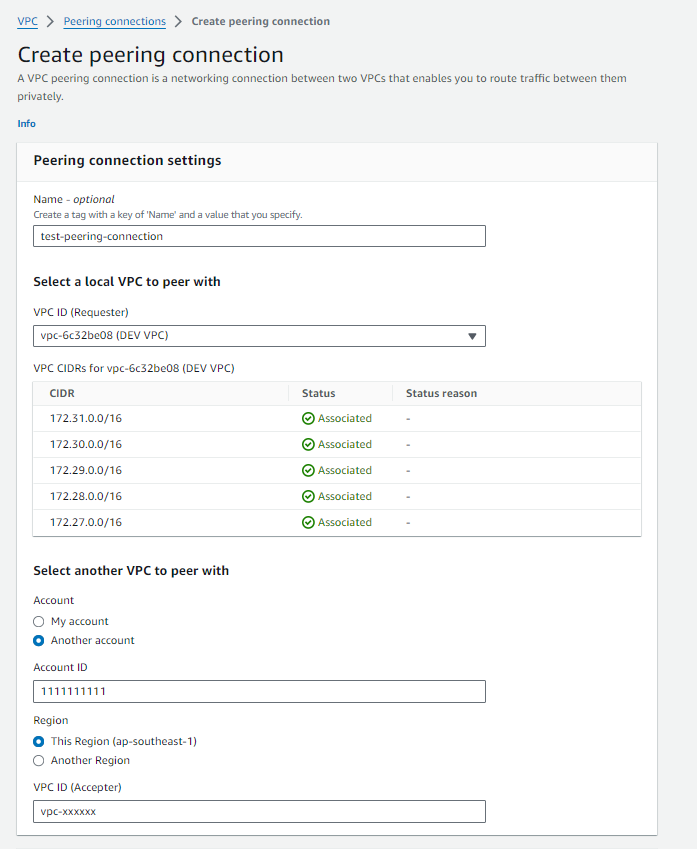 VPC > Peering connections > Create peering connection
Create peering connection
A VPC peering connection is a networking connection between two VPCs that enables you to route traffic between them
privately.
Info
Peering connection settings
Name - optional
Create a tag with a key of 'Name' and a value that you specify.
test-peering-connection
Select a local VPC to peer with
VPC ID (Requester)
vpc-6c32be08 (DEV VPC)
VPC CIDRs for vpc-6c32be08 (DEV VPC)
CIDR Status Status reason
172.31.0.0/16 Associated -
172.30.0.0/16 Associated -
172.29.0.0/16 Associated -
172.28.0.0/16 Associated -
172.27.0.0/16 Associated -
Select another VPC to peer with
Account
My account
Another account
Account ID
1111111111
Region
This Region (ap-southeast-1)
Another Region
VPC ID (Accepter)
vpc-xxxxxx